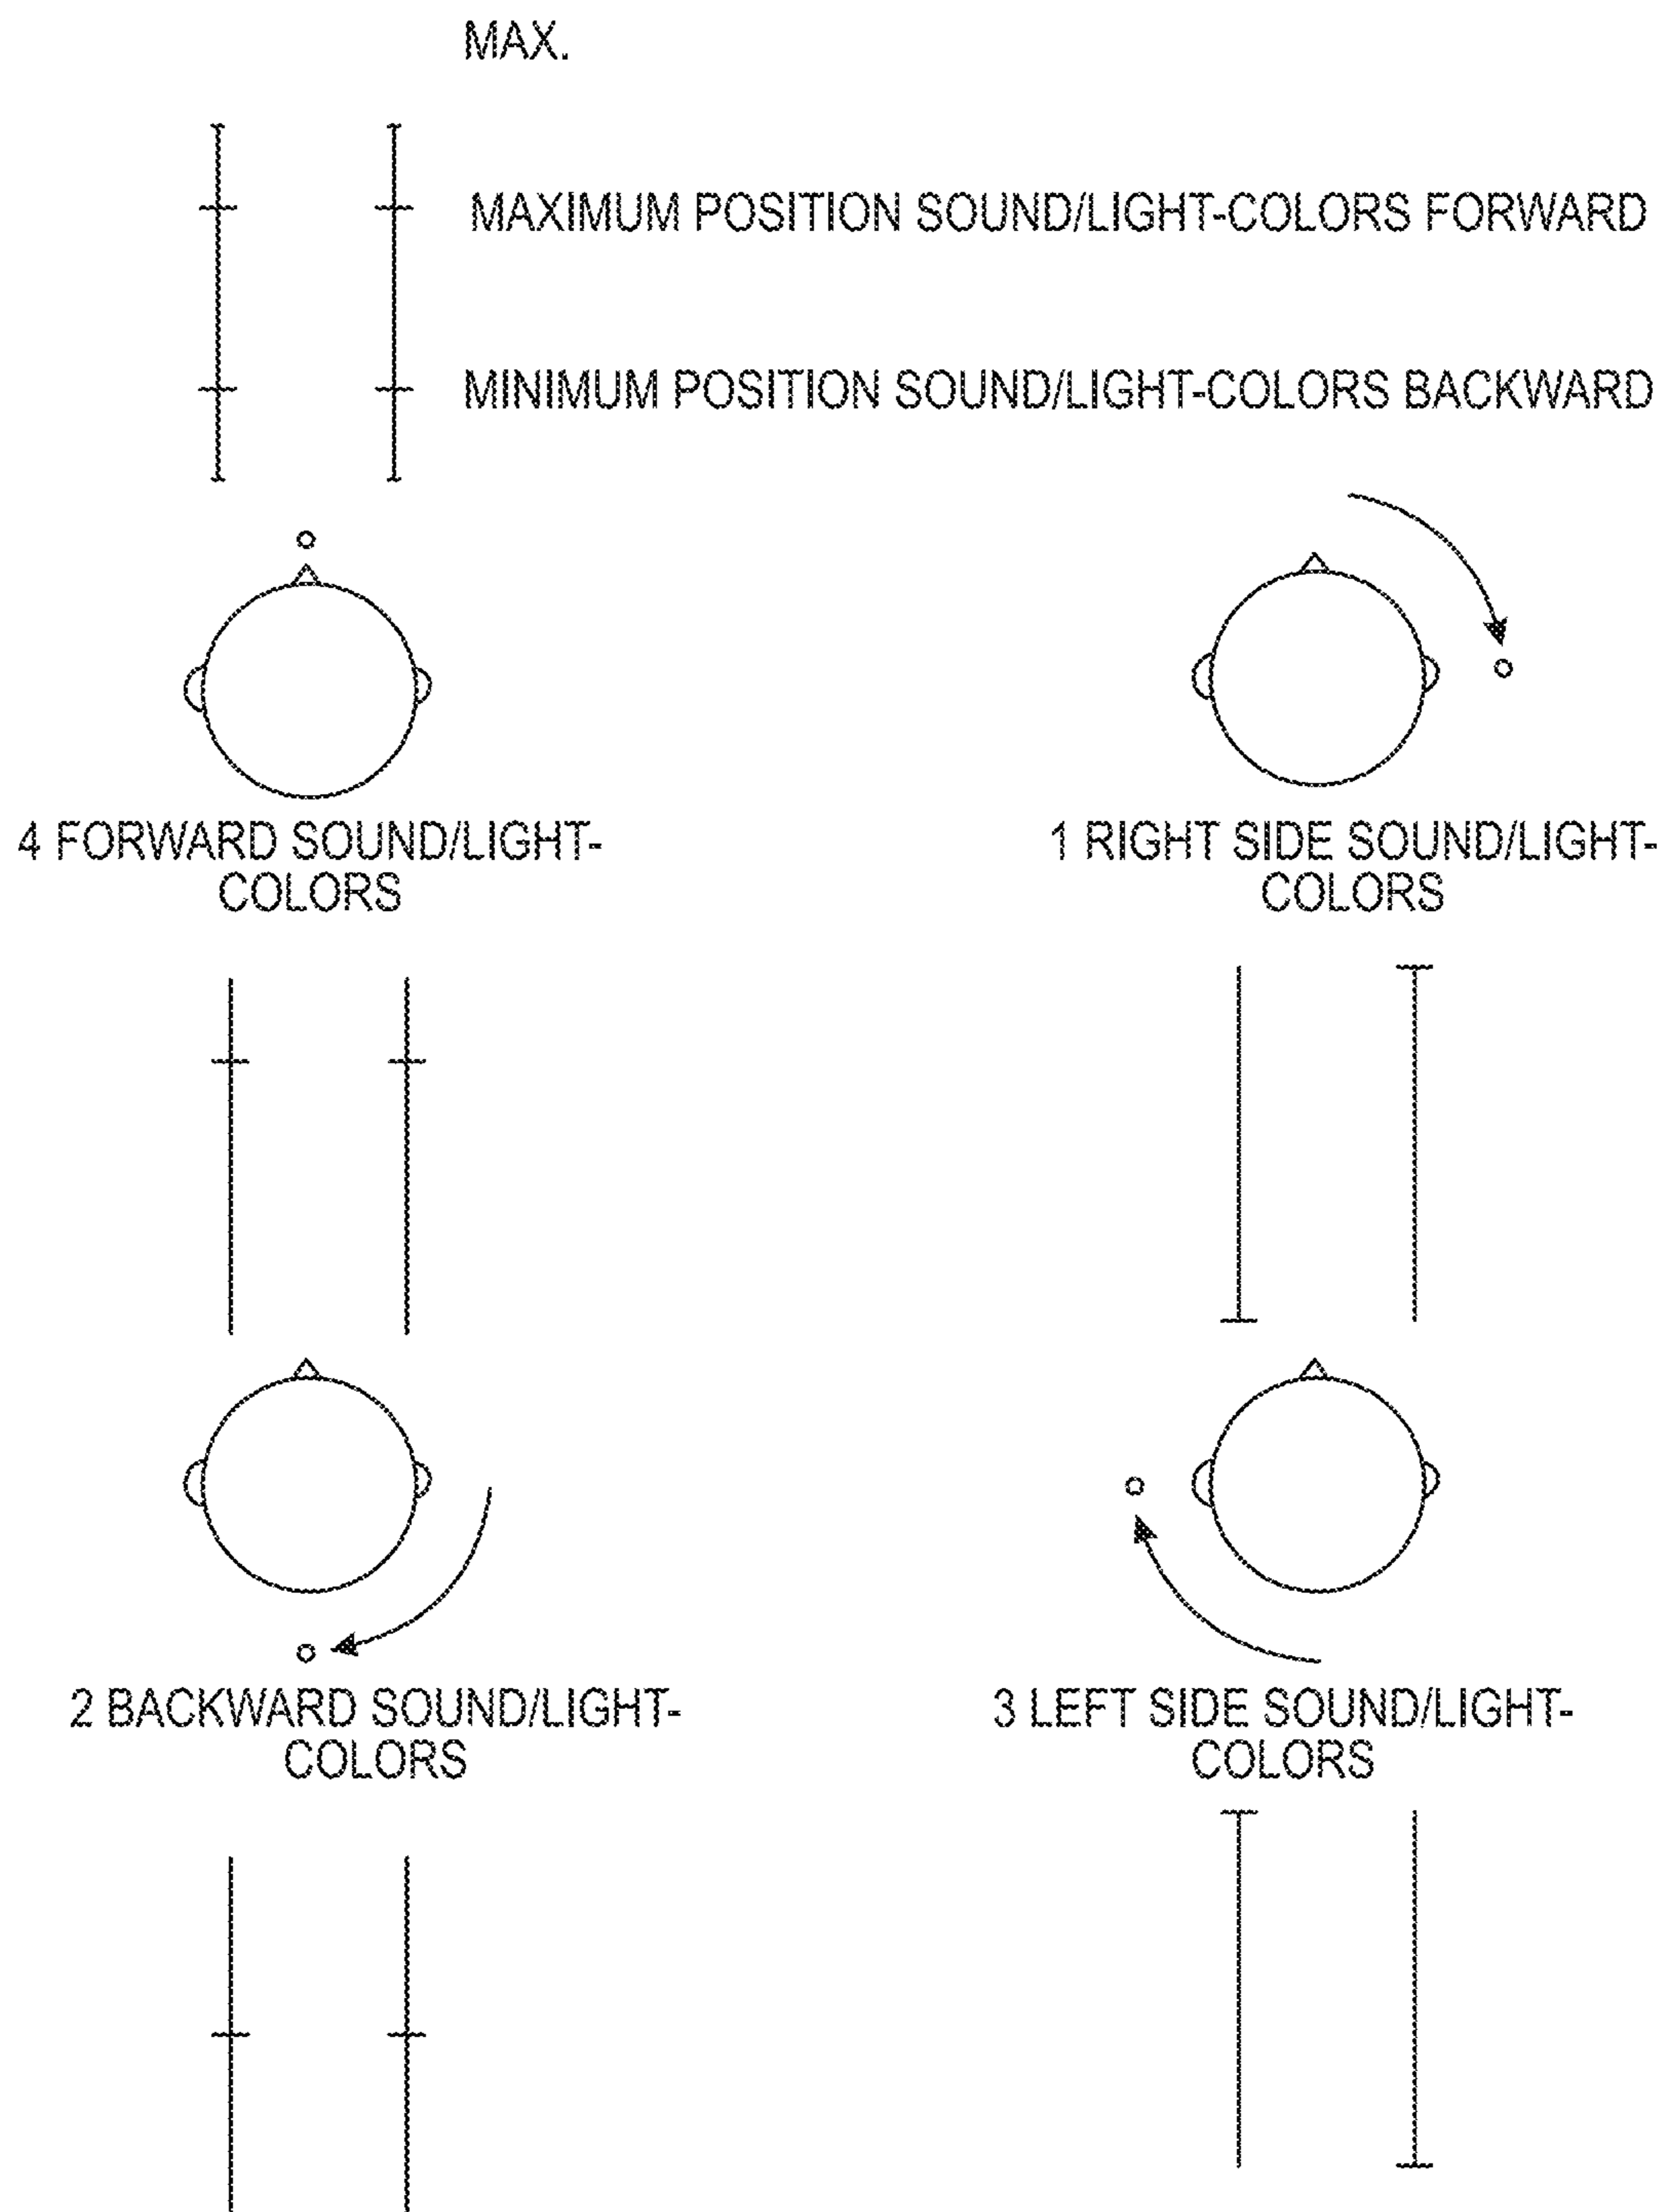 MAX.
MAXIMUM POSITION SOUND/LIGHT-COLORS FORWARD
MINIMUM POSITION SOUND/LIGHT-COLORS BACKWARD
4 FORWARD SOUND/LIGHT-
COLORS
1 RIGHT SIDE SOUND/LIGHT-
COLORS
2 BACKWARD SOUND/LIGHT-
COLORS
3 LEFT SIDE SOUND/LIGHT-
COLORS